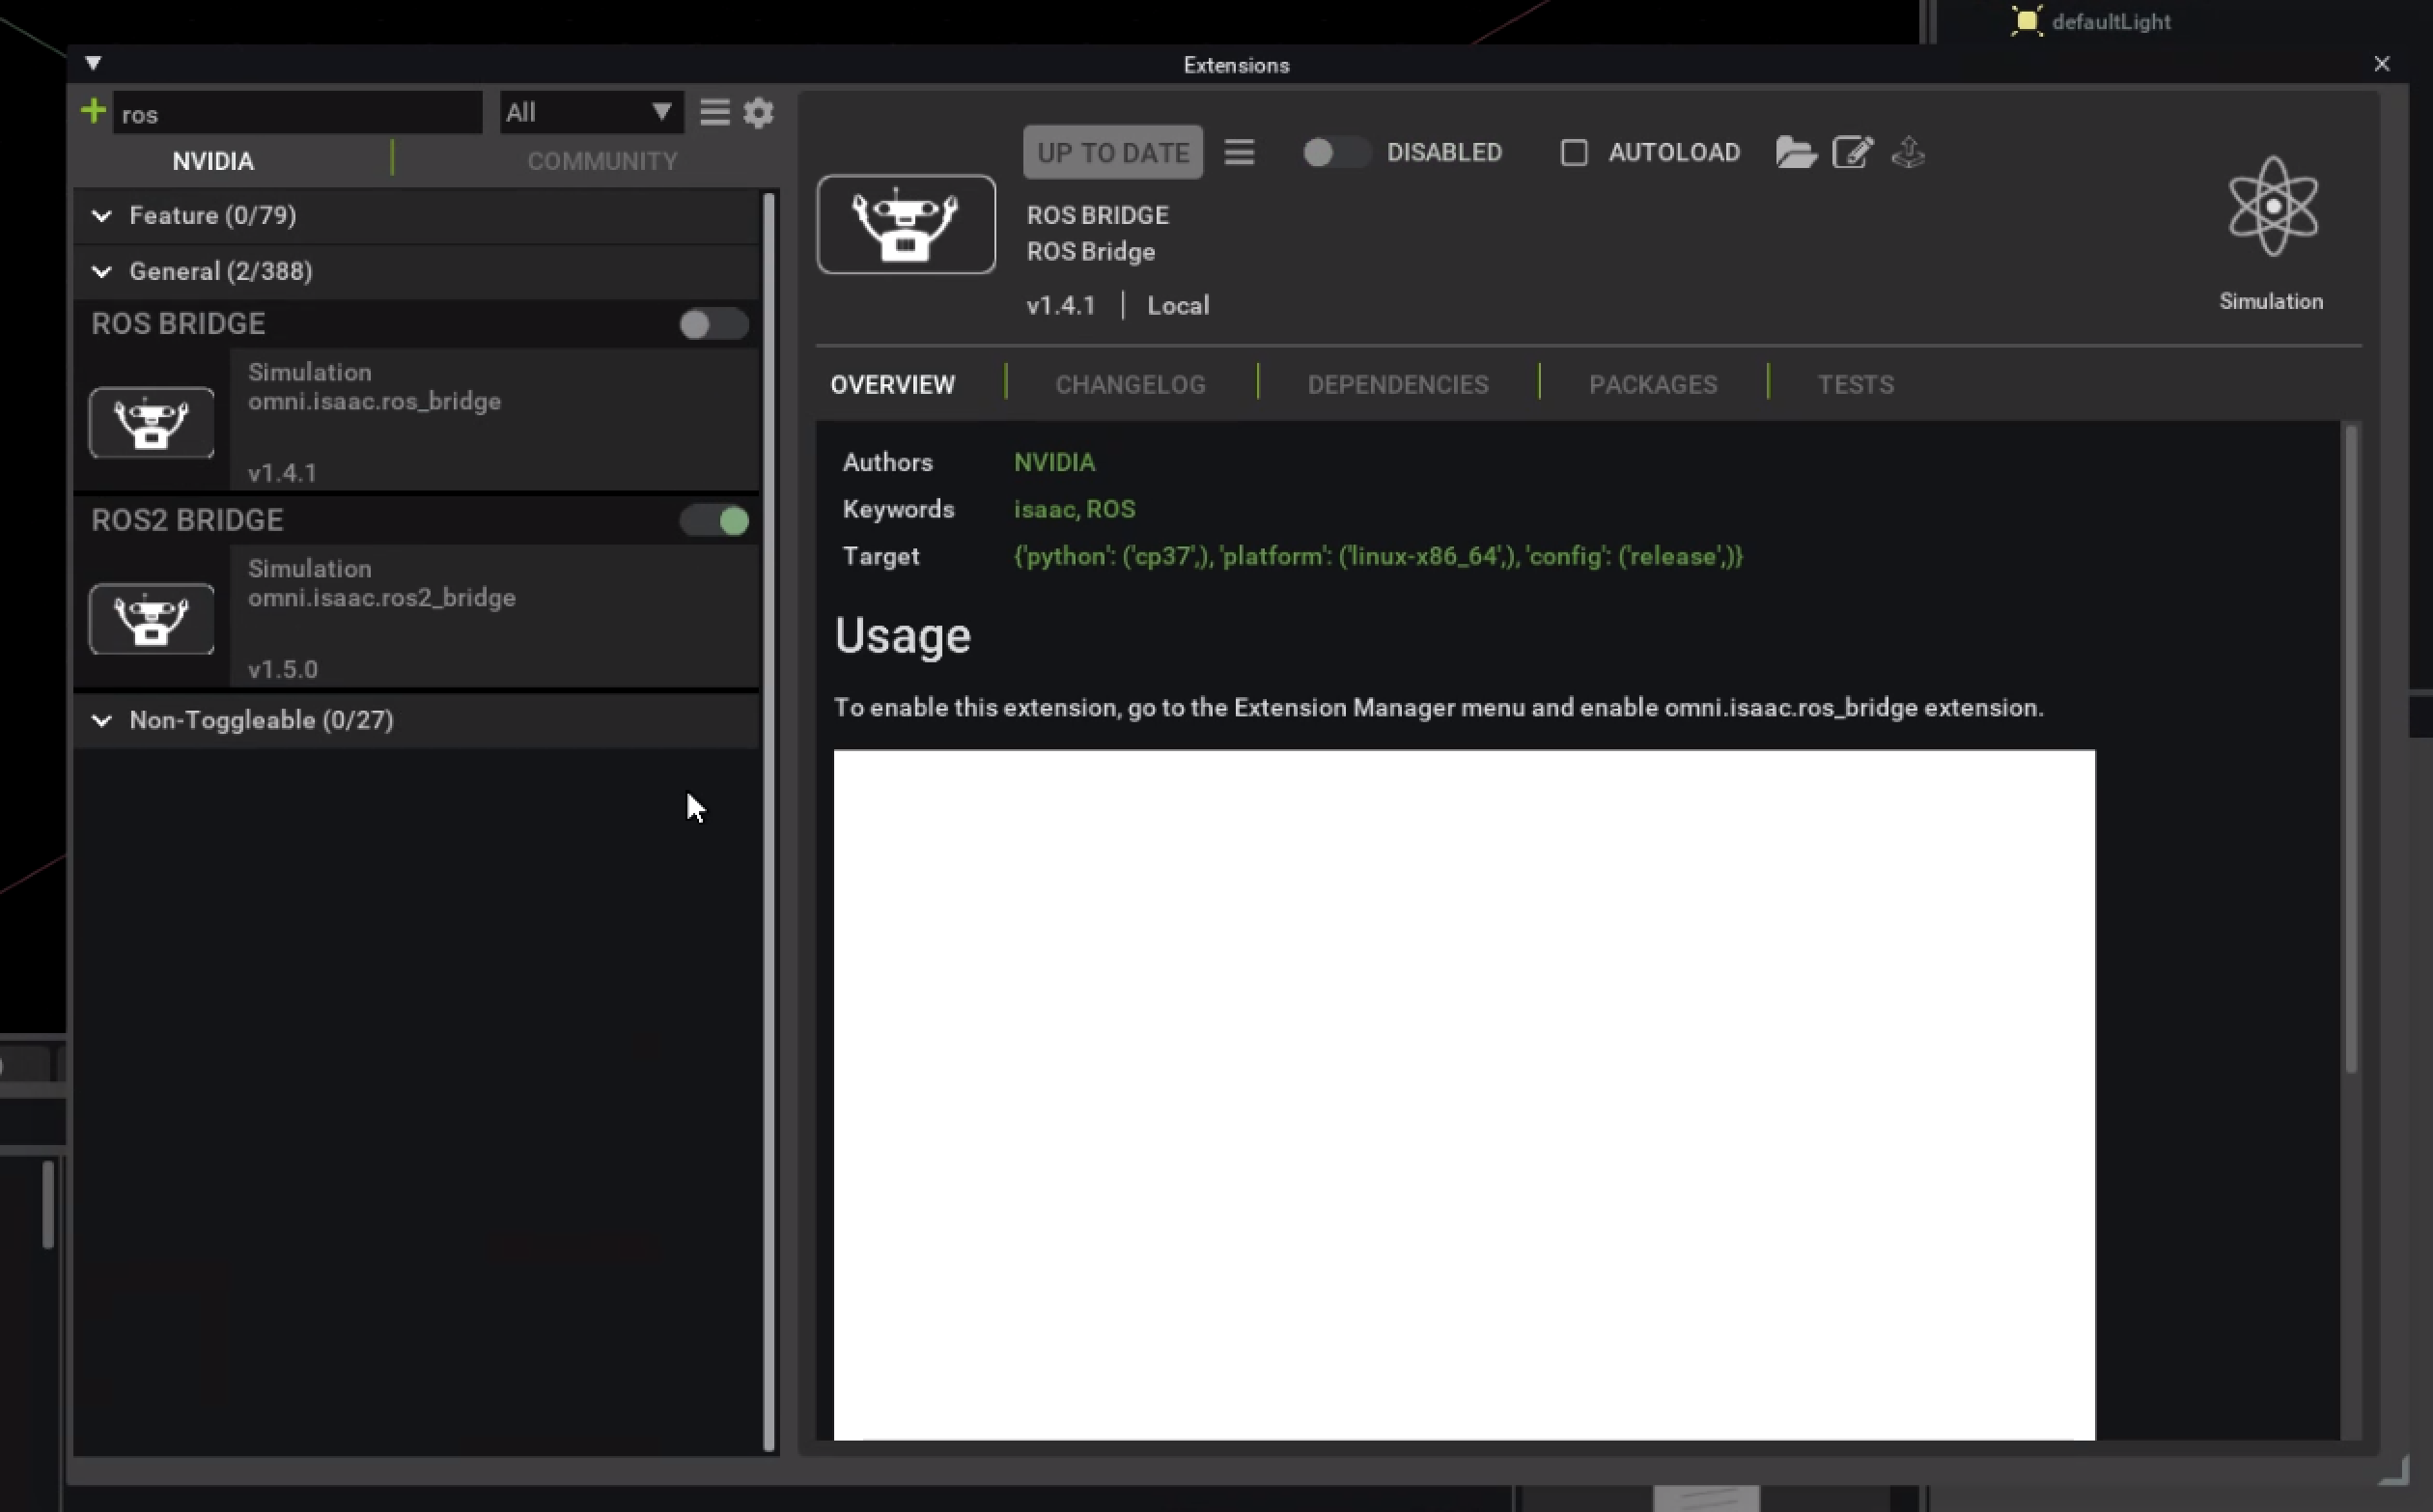 defaultLight
Extensions
ros
All
NVIDIA
COMMUNITY
Feature (0/79)
General (2/388)
ROS BRIDGE
Simulation
omni.isaac.ros_bridge
v1.4.1
ROS2 BRIDGE
Simulation
omni.isaac.ros2_bridge
v1.5.0
Non-Toggleable (0/27)
UP TO DATE
DISABLED
AUTOLOAD
ROS BRIDGE
ROS Bridge
v1.4.1 | Local
Simulation
OVERVIEW
CHANGELOG
DEPENDENCIES
PACKAGES
TESTS
Authors NVIDIA
Keywords isaac, ROS
Target {'python': ('cp37',), 'platform': ('linux-x86_64',), 'config': ('release',)}
Usage
To enable this extension, go to the Extension Manager menu and enable omni.isaac.ros_bridge extension.